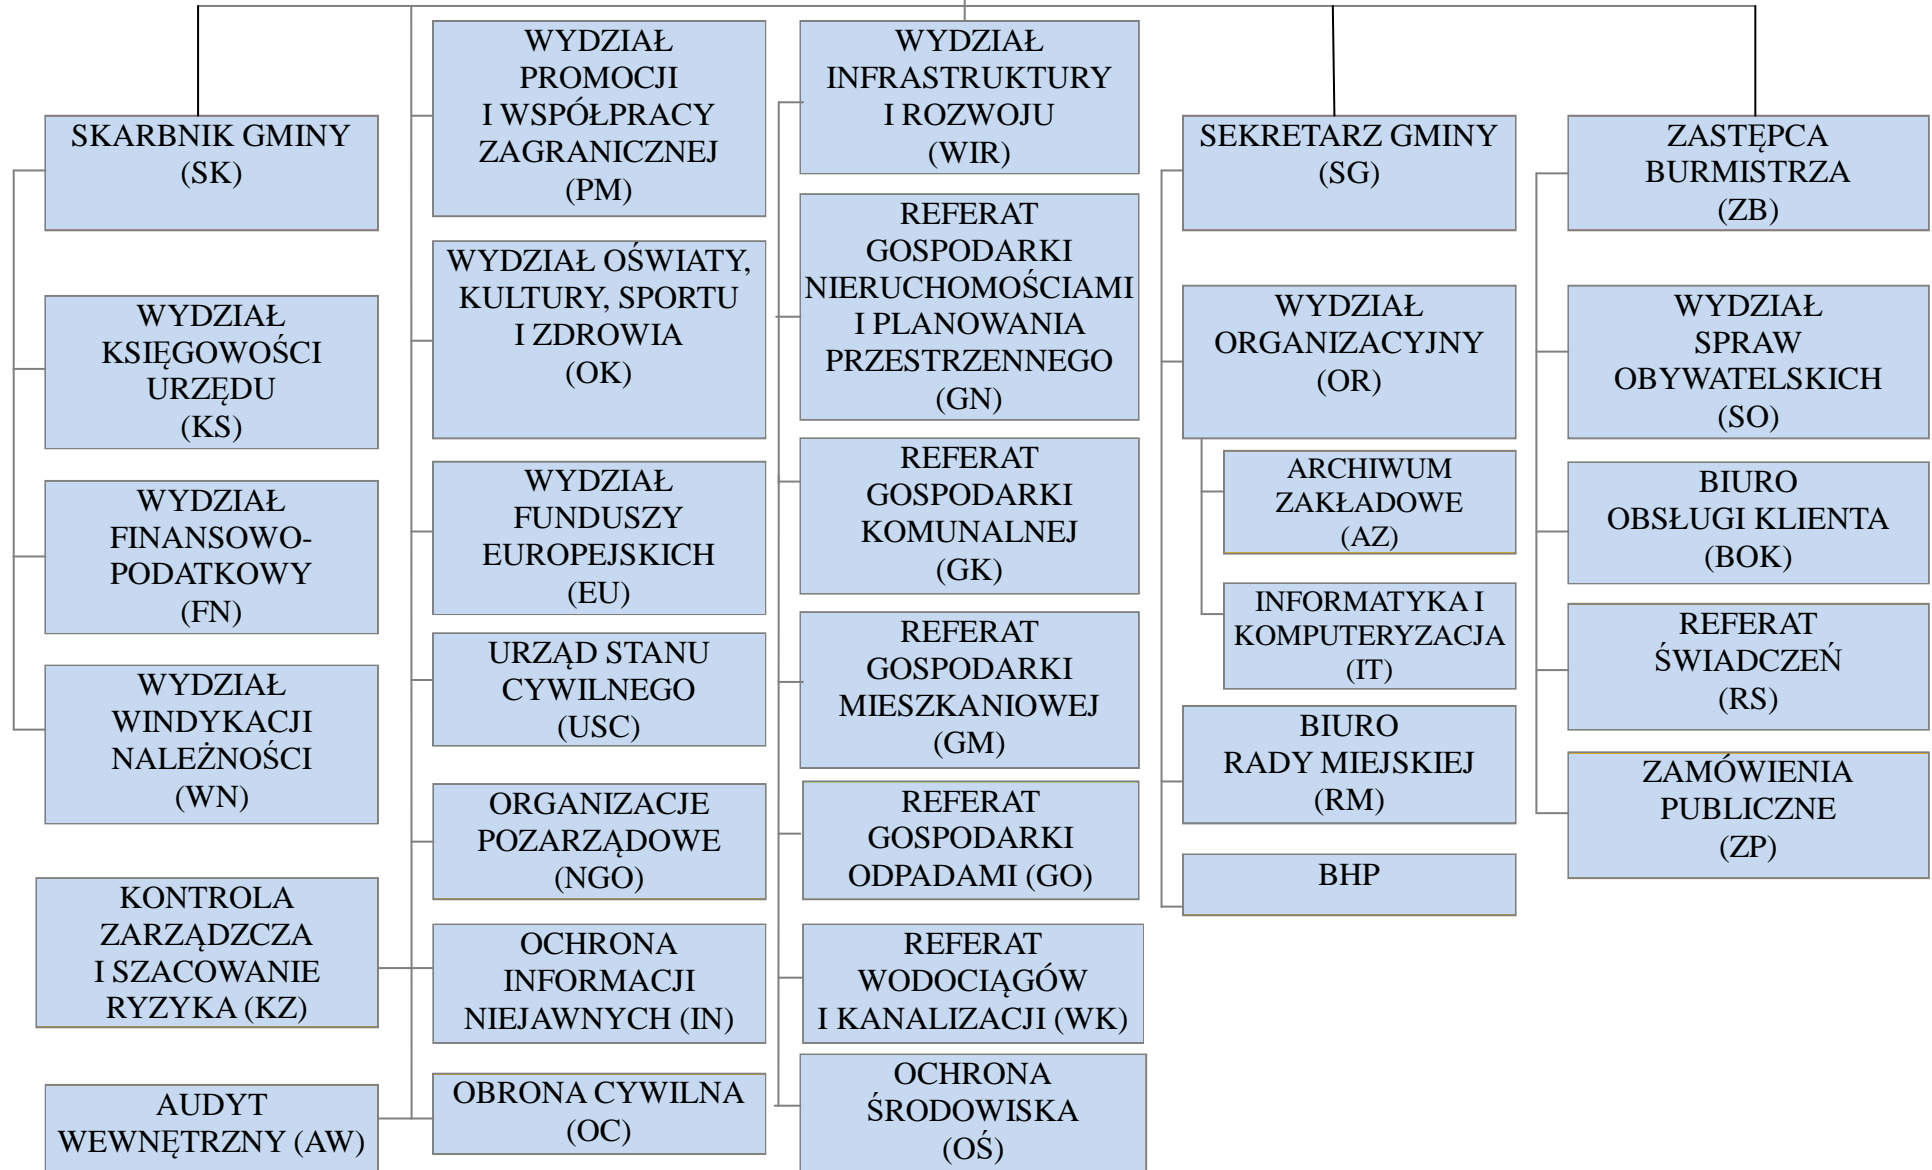 SKARBNIK GMINY
(SK)
WYDZIAŁ
KSIĘGOWOŚCI
URZĘDU
(KS)
WYDZIAŁ
FINANSOWO-
PODATKOWY
(FN)
WYDZIAŁ
WINDYKACJI
NALEŻNOŚCI
(WN)
KONTROLA
ZARZĄDZCZA
I SZACOWANIE
RYZYKA (KZ)
AUDYT
WEWNĘTRZNY (AW)
WYDZIAŁ
PROMOCJI
I WSPÓŁPRACY
ZAGRANICZNEJ
(PM)
WYDZIAŁ OŚWIATY,
KULTURY, SPORTU
I ZDROWIA
(OK)
WYDZIAŁ
FUNDUSZY
EUROPEJSKICH
(EU)
URZĄD STANU
CYWILNEGO
(USC)
ORGANIZACJE
POZARZĄDOWE
(NGO)
OCHRONA
INFORMACJI
NIEJAWNYCH (IN)
OBRONA CYWILNA
(OC)
WYDZIAŁ
INFRASTRUKTURY
I ROZWOJU
(WIR)
REFERAT
GOSPODARKI
NIERUCHOMOŚCIAMI
I PLANOWANIA
PRZESTRZENNEGO
(GN)
REFERAT
GOSPODARKI
KOMUNALNEJ
(GK)
REFERAT
GOSPODARKI
MIESZKANIOWEJ
(GM)
REFERAT
GOSPODARKI
ODPADAMI (GO)
REFERAT
WODOCIĄGÓW
I KANALIZACJI (WK)
OCHRONA
ŚRODOWISKA
(OŚ)
SEKRETARZ GMINY
(SG)
WYDZIAŁ
ORGANIZACYJNY
(OR)
ARCHIWUM
ZAKŁADOWE
(AZ)
INFORMATYKA I
KOMPUTERYZACJA
(IT)
BIURO
RADY MIEJSKIEJ
(RM)
BHP
ZASTĘPCA
BURMISTRZA
(ZB)
WYDZIAŁ
SPRAW
OBYWATELSKICH
(SO)
BIURO
OBSŁUGI KLIENTA
(BOK)
REFERAT
ŚWIADCZEŃ
(RS)
ZAMÓWIENIA
PUBLICZNE
(ZP)